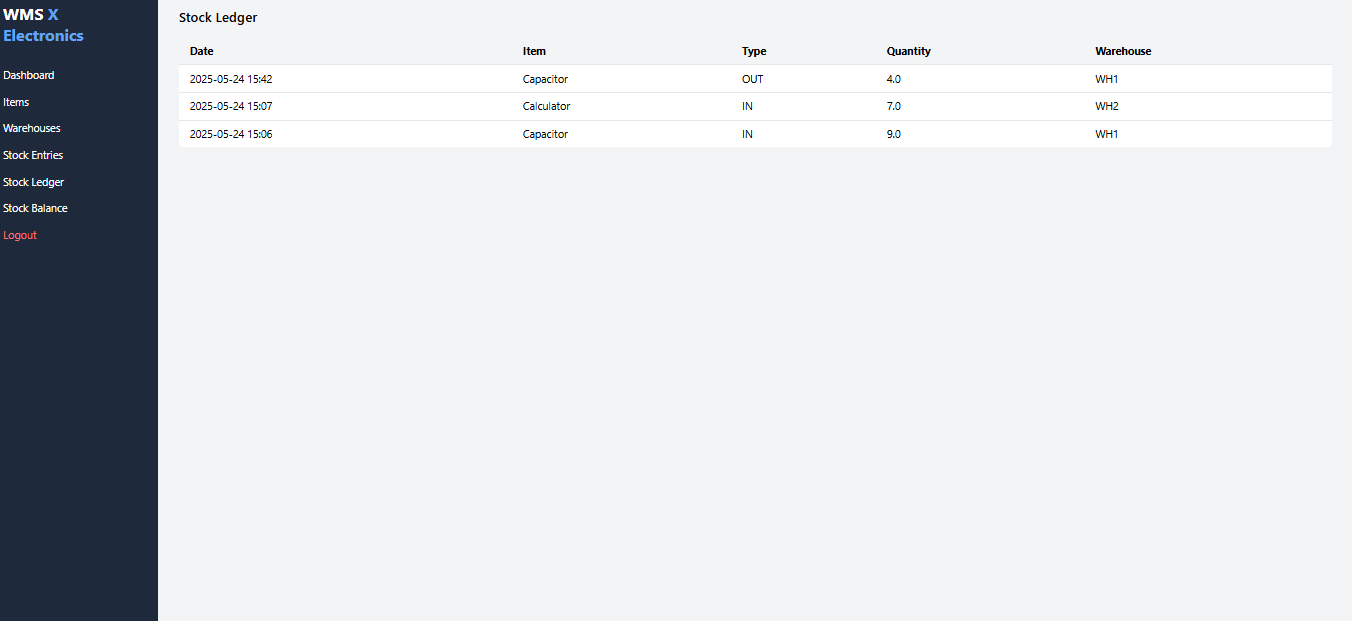 WMS X
Electronics
Dashboard
Items
Warehouses
Stock Entries
Stock Ledger
Stock Balance
Logout
Stock Ledger
Date Item Type Quantity Warehouse
2025-05-24 15:42 Capacitor OUT 4.0 WH1
2025-05-24 15:07 Calculator IN 7.0 WH2
2025-05-24 15:06 Capacitor IN 9.0 WH1